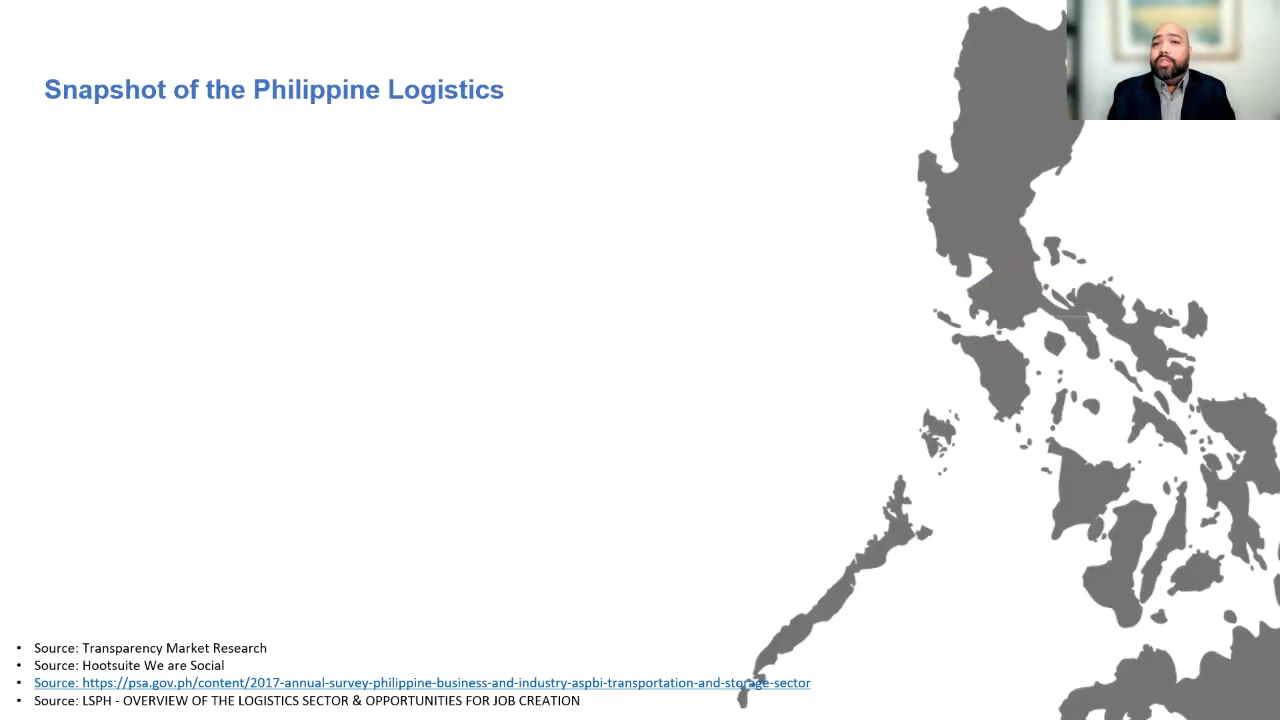 Snapshot of the Philippine Logistics
• Source: Transparency Market Research
• Source: Hootsuite We are Social
• Source: https://psa.gov.ph/content/2017-annual-survey-philippine-business-and-industry-aspbi-transportation-and-storage-sector
• Source: LSPH - OVERVIEW OF THE LOGISTICS SECTOR & OPPORTUNITIES FOR JOB CREATION